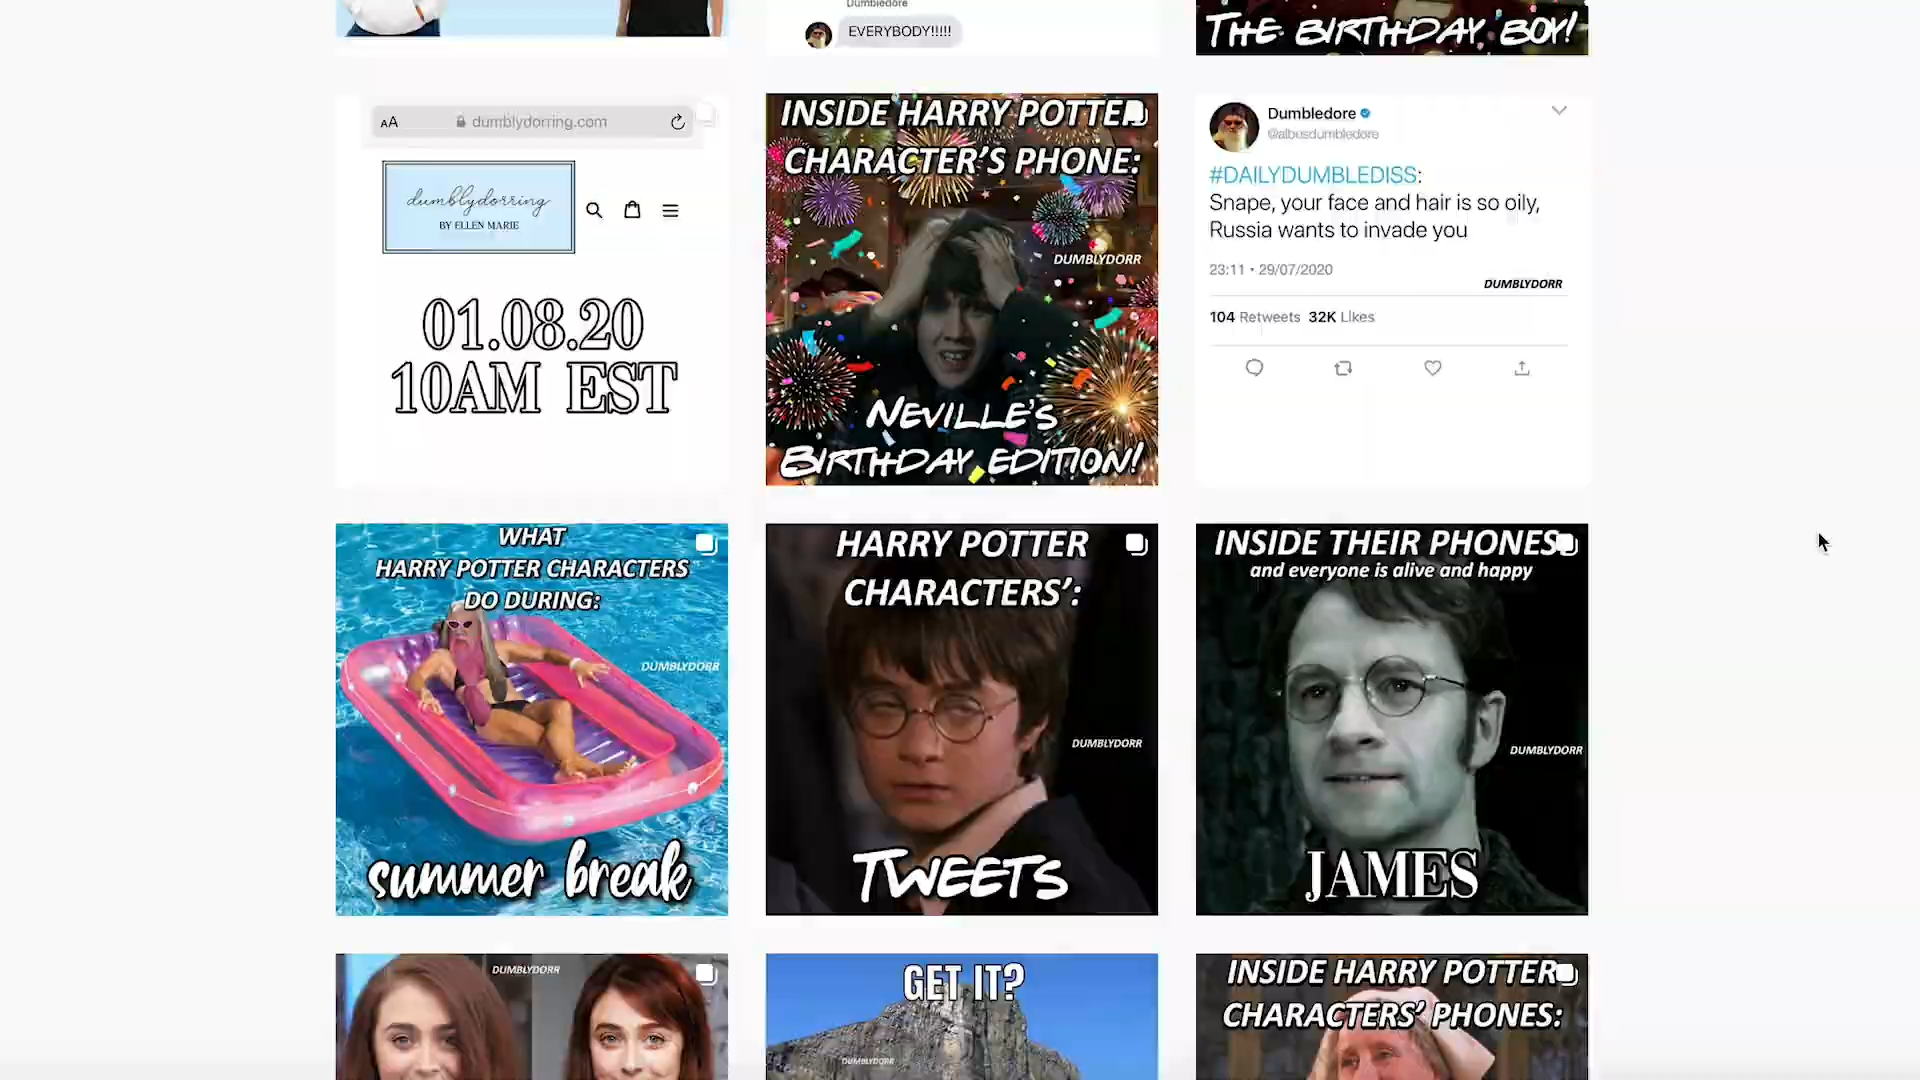 Dumbledore
EVERYBODY!!!!!
THE BIRTHDAY BOY!
AA dumblydorring.com
dumblydorring
BY ELLEN MARIE
01.08.20
10AM EST
INSIDE HARRY POTTER
CHARACTER'S PHONE:
DUMBLYDORR
NEVILLE'S
BIRTHDAY EDITION!
Dumbledore
@albusdumbledore
#DAILYDUMBLEDISS:
Snape, your face and hair is so oily,
Russia wants to invade you
23:11 • 29/07/2020
DUMBLYDORR
104 Retweets 32K Likes
WHAT
HARRY POTTER CHARACTERS
DO DURING:
DUMBLYDORR
summer break
HARRY POTTER
CHARACTERS':
DUMBLYDORR
TWEETS
INSIDE THEIR PHONES
and everyone is alive and happy
DUMBLYDORR
JAMES
DUMBLYDORR
GET IT?
DUMBLYDORR
INSIDE HARRY POTTER
CHARACTERS' PHONES: